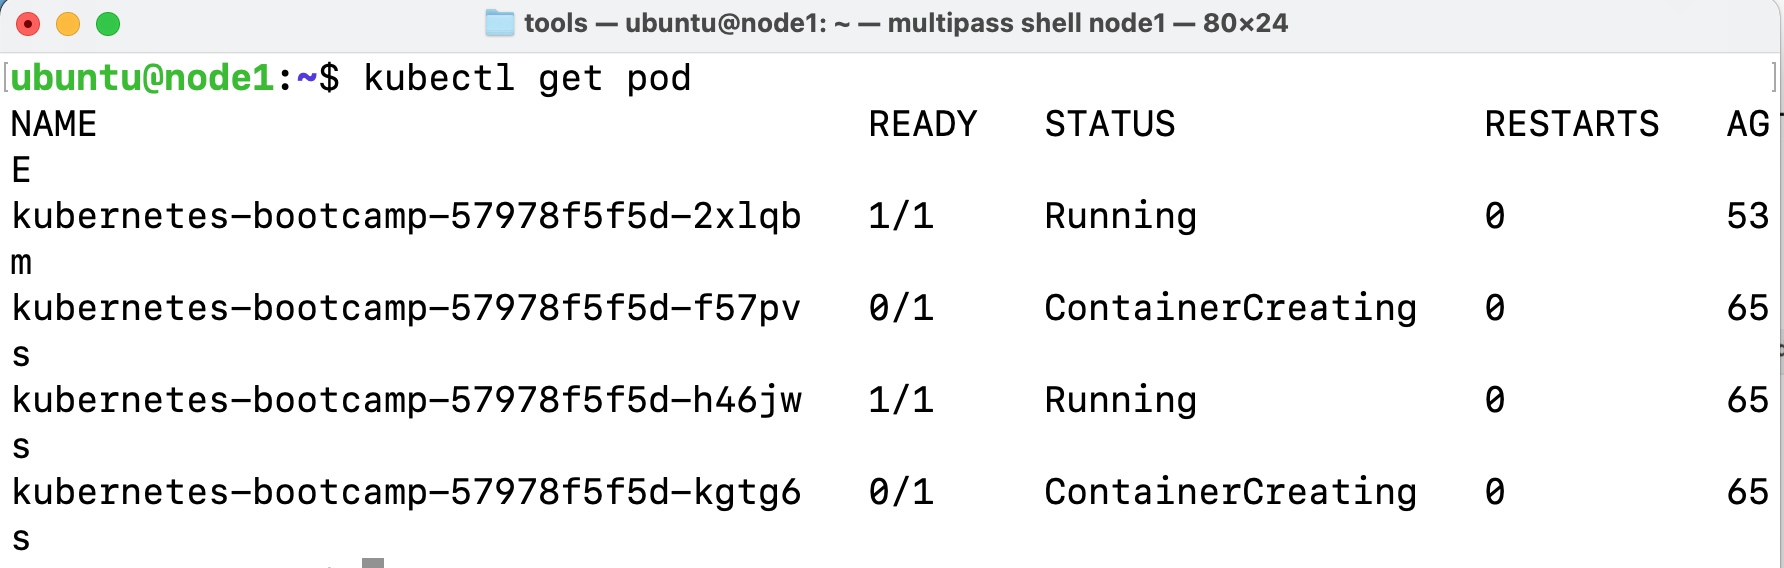 tools — ubuntu@node1: ~ — multipass shell node1 — 80×24
[ubuntu@node1:~$ kubectl get pod ]
NAME READY STATUS RESTARTS AG
E
kubernetes-bootcamp-57978f5f5d-2xlqb 1/1 Running 0 53
m
kubernetes-bootcamp-57978f5f5d-f57pv 0/1 ContainerCreating 0 65
s
kubernetes-bootcamp-57978f5f5d-h46jw 1/1 Running 0 65
s
kubernetes-bootcamp-57978f5f5d-kgtg6 0/1 ContainerCreating 0 65
s